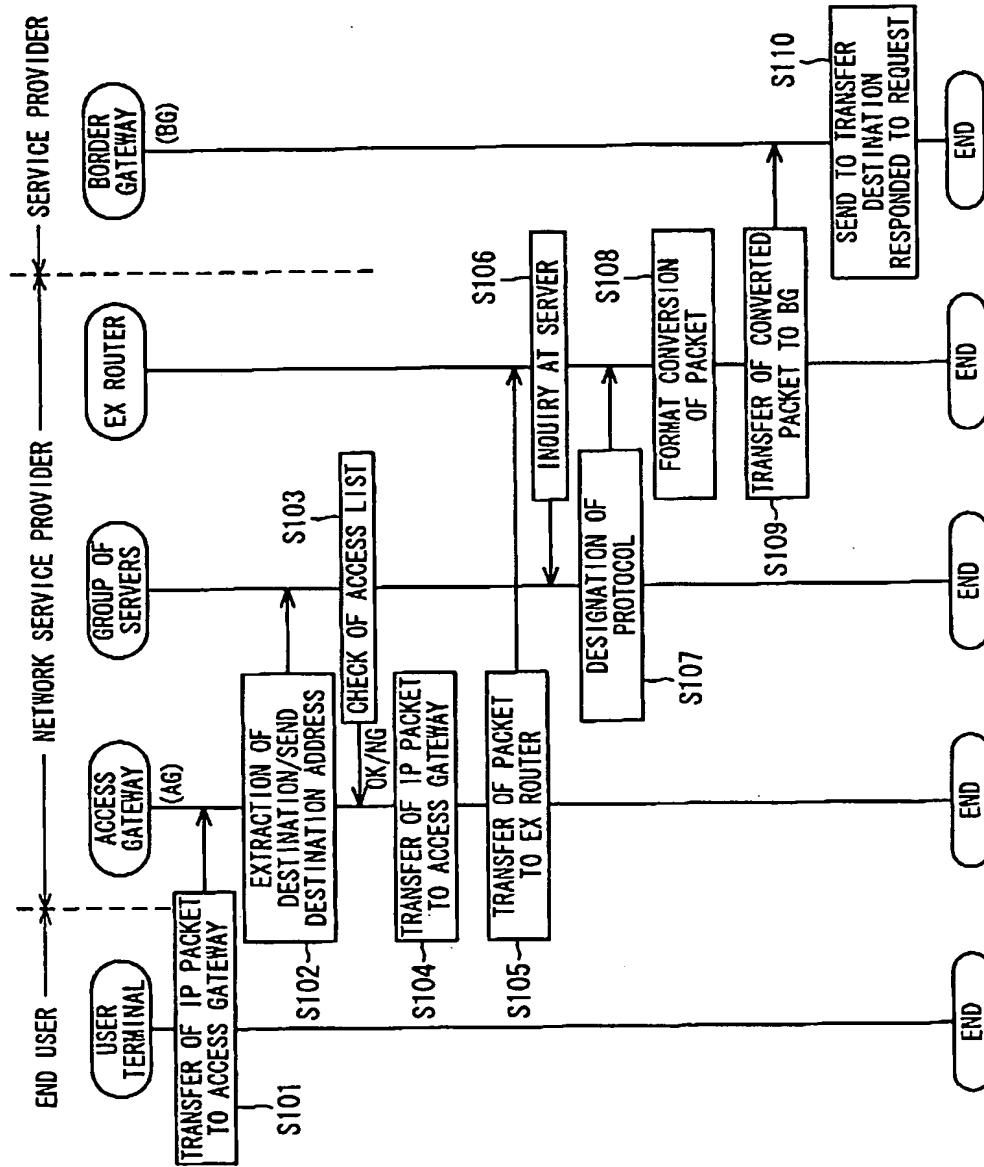 END USER
NETWORK SERVICE PROVIDER
SERVICE PROVIDER
USER
TERMINAL
ACCESS
GATEWAY
(AG)
GROUP OF
SERVERS
EX ROUTER
BORDER
GATEWAY
(BG)
TRANSFER OF IP PACKET
TO ACCESS GATEWAY
S101
EXTRACTION OF
DESTINATION/SEND
DESTINATION ADDRESS
S102
CHECK OF ACCESS LIST
S103
OK/NG
TRANSFER OF IP PACKET
TO ACCESS GATEWAY
S104
TRANSFER OF PACKET
TO EX ROUTER
S105
INQUIRY AT SERVER
S106
DESIGNATION OF
PROTOCOL
S107
FORMAT CONVERSION
OF PACKET
S108
TRANSFER OF CONVERTED
PACKET TO BG
S109
SEND TO TRANSFER
DESTINATION
RESPONDED TO REQUEST
S110
END
END
END
END
END